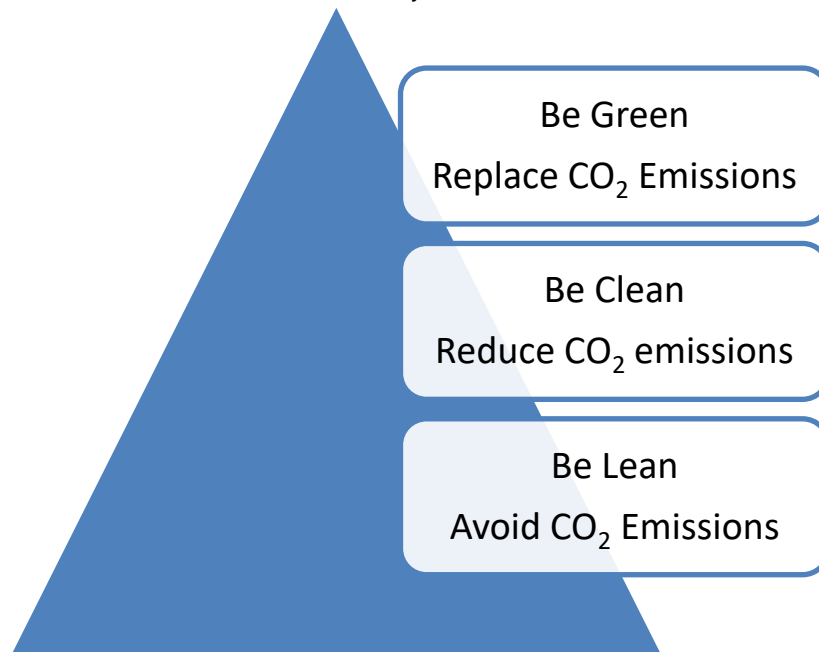 Be Green
Replace CO₂ Emissions
Be Clean
Reduce CO₂ emissions
Be Lean
Avoid CO₂ Emissions